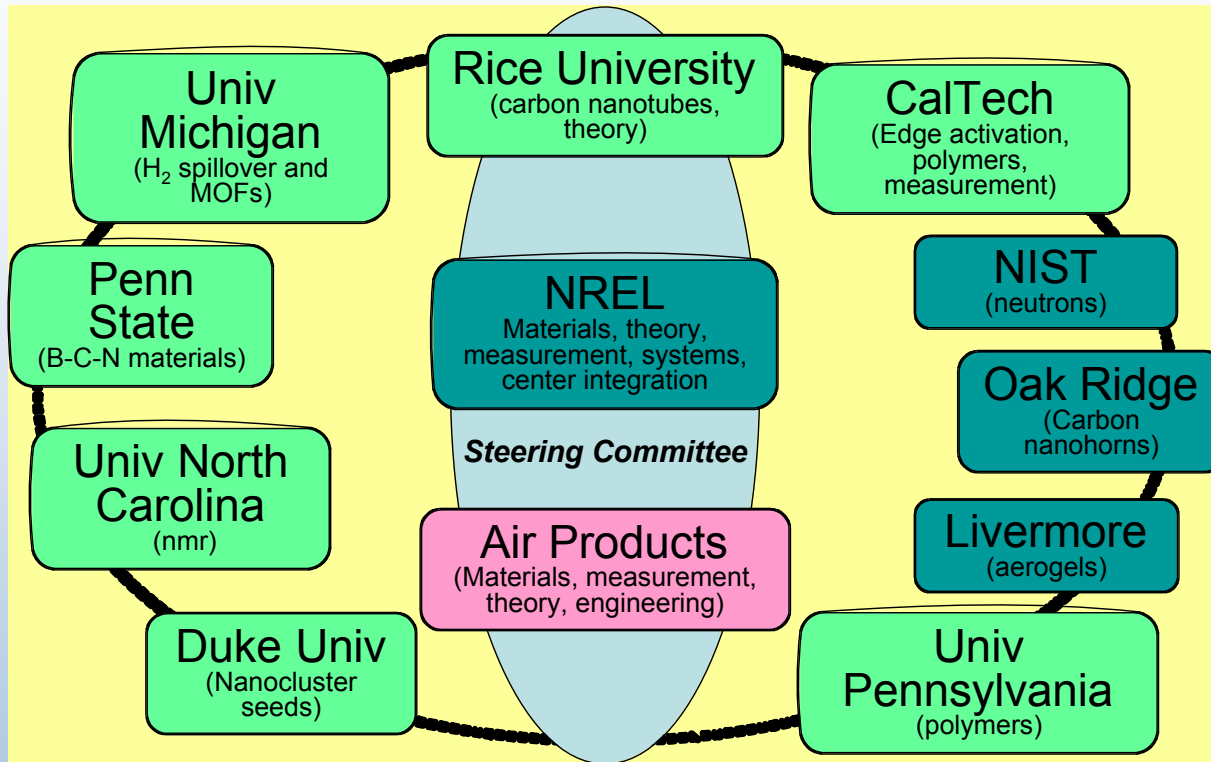 Univ
Michigan
(H₂ spillover and
MOFs)
Rice University
(carbon nanotubes,
theory)
CalTech
(Edge activation,
polymers,
measurement)
Penn
State
(B-C-N materials)
NREL
Materials, theory,
measurement, systems,
center integration
NIST
(neutrons)
Oak Ridge
(Carbon
nanohorns)
Univ North
Carolina
(nmr)
Steering Committee
Livermore
(aerogels)
Air Products
(Materials, measurement,
theory, engineering)
Duke Univ
(Nanocluster
seeds)
Univ
Pennsylvania
(polymers)